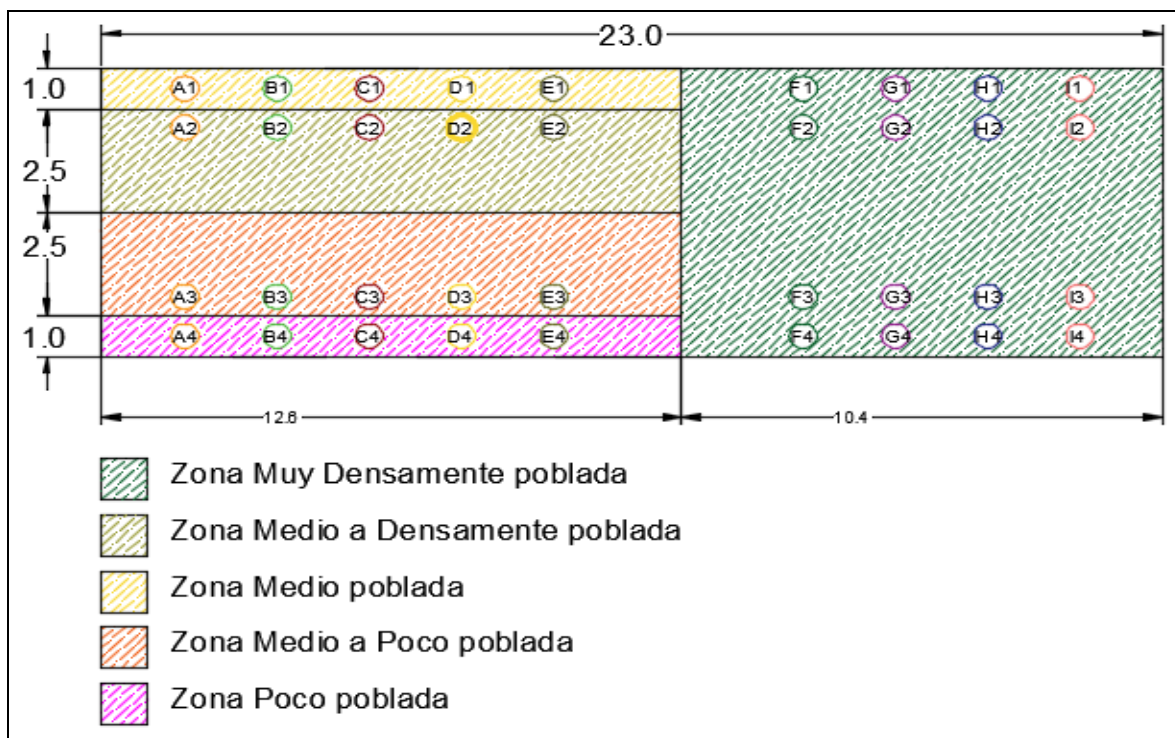 23.0
1.0
A1 B1 C1 D1 E1 F1 G1 H1 I1
A2 B2 C2 D2 E2 F2 G2 H2 I2
2.5
2.5
A3 B3 C3 D3 E3 F3 G3 H3 I3
1.0
A4 B4 C4 D4 E4 F4 G4 H4 I4
12.6 10.4
Zona Muy Densamente poblada
Zona Medio a Densamente poblada
Zona Medio poblada
Zona Medio a Poco poblada
Zona Poco poblada